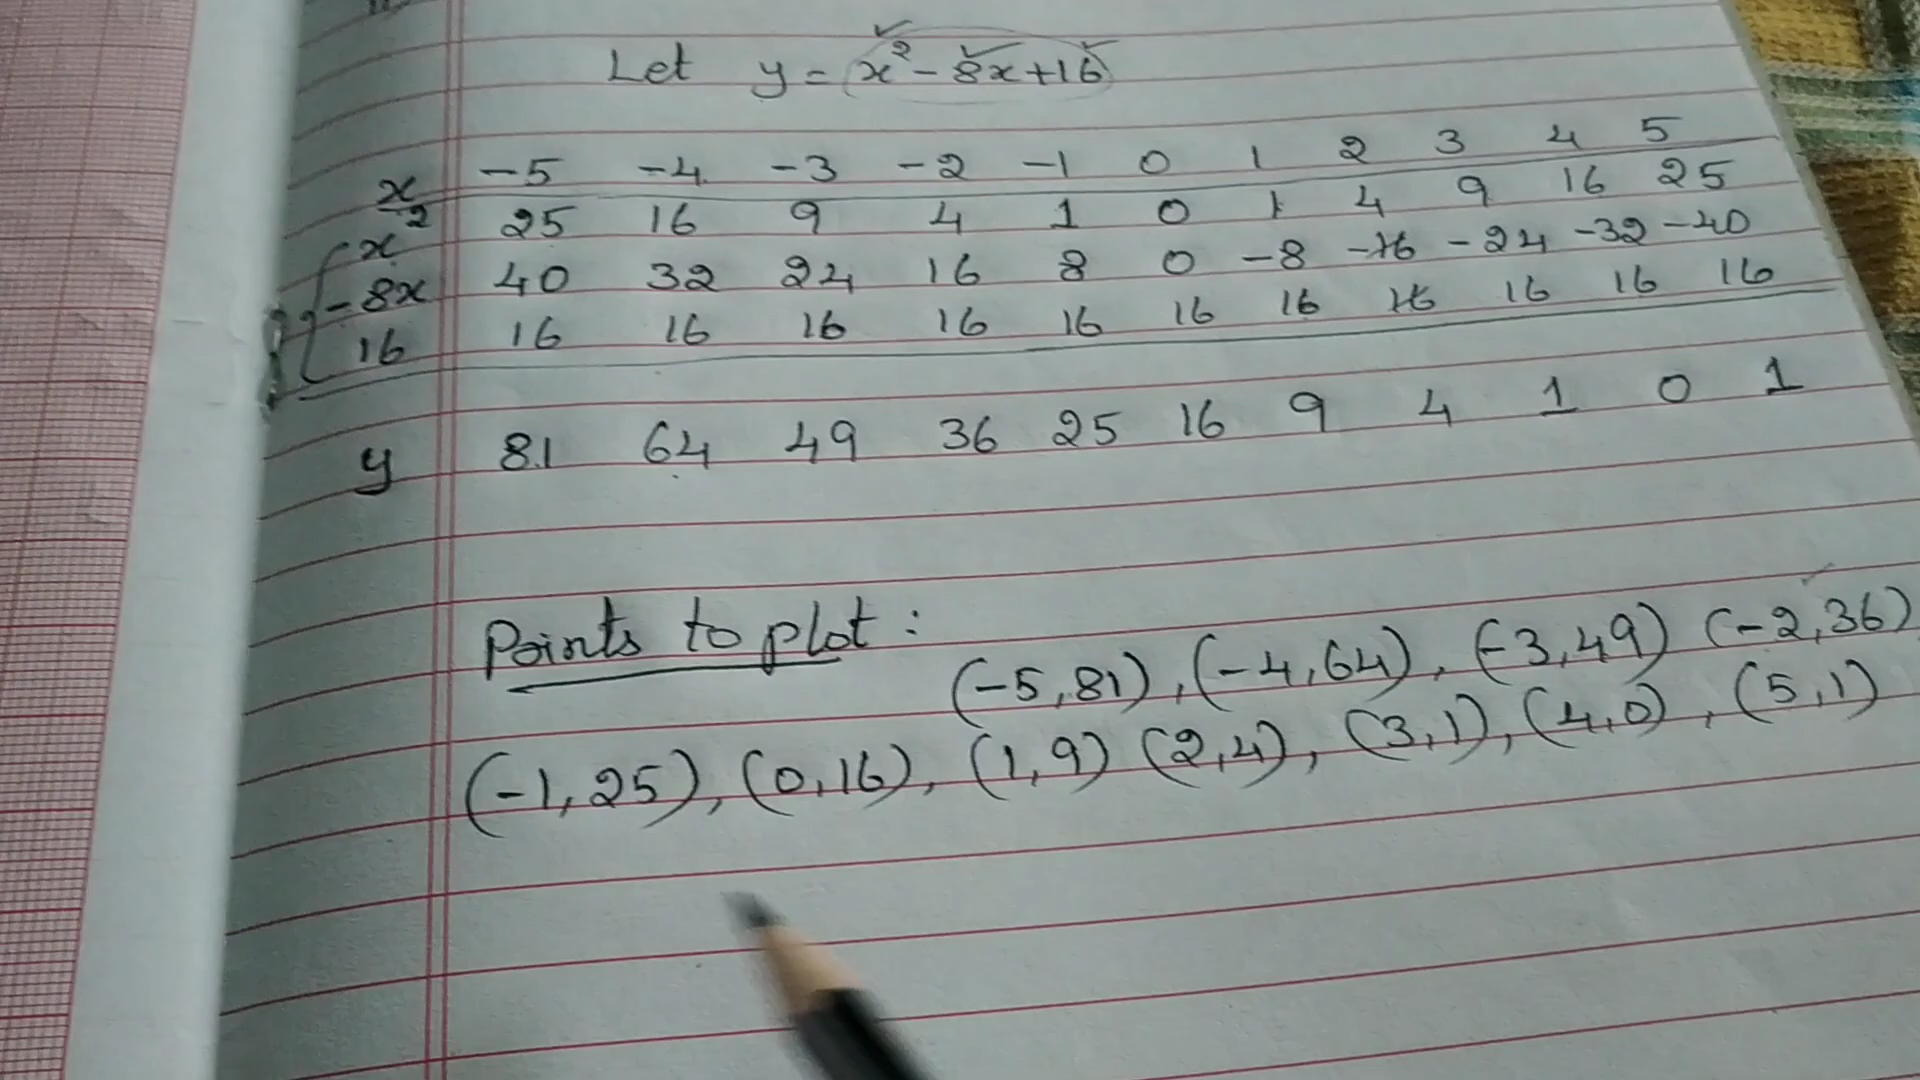 Let y = x² - 8x + 16
x -5 -4 -3 -2 -1 0 1 2 3 4 5
x² 25 16 9 4 1 0 1 4 9 16 25
-8x 40 32 24 16 8 0 -8 -16 -24 -32 -40
16 16 16 16 16 16 16 16 16 16 16 16
y 81 64 49 36 25 16 9 4 1 0 1
Points to plot :
(-5,81), (-4,64), (-3,49) (-2,36)
(-1,25), (0,16), (1,9) (2,4), (3,1), (4,0), (5,1)